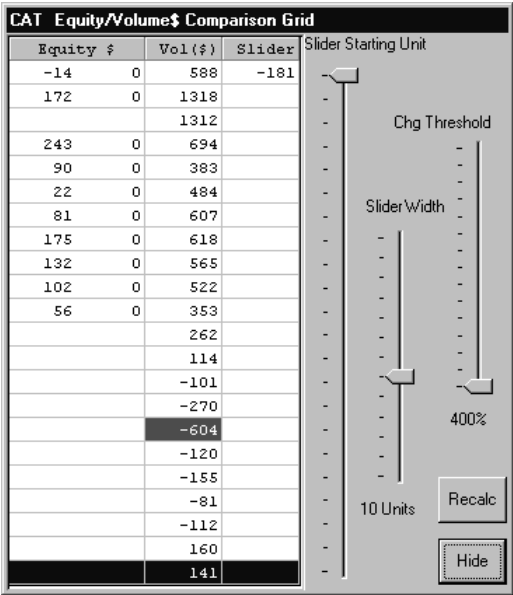 CAT Equity/Volume$ Comparison Grid
Equity $ Vol($) Slider Slider Starting Unit
-14 0 588 -181
172 0 1318
1312 Chg Threshold
243 0 694
90 0 383
22 0 484
81 0 607 Slider Width
175 0 618
132 0 565
102 0 522
56 0 353
262
114
-101
-270
-604 400%
-120
-155
-81 10 Units Recalc
-112
160
141 Hide